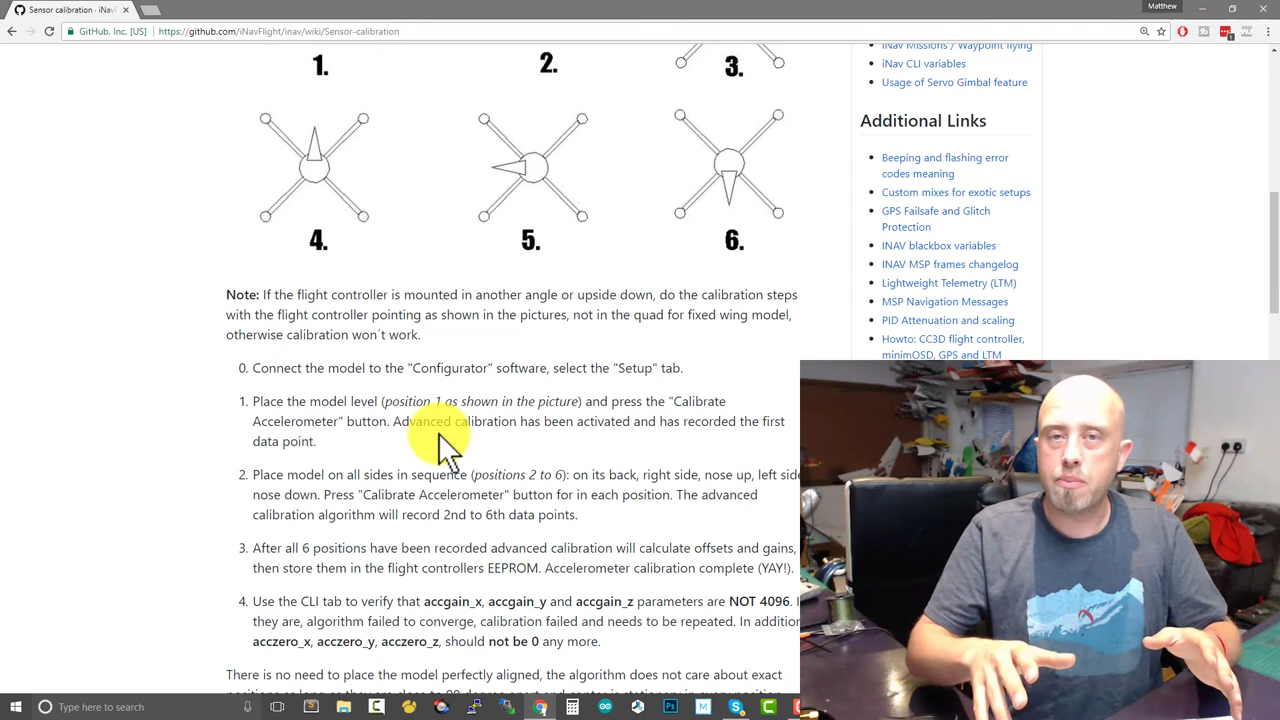 Sensor calibration · iNav
Matthew
GitHub, Inc. [US]
https://github.com/iNavFlight/inav/wiki/Sensor-calibration
1.
2.
3.
4.
5.
6.
Note: If the flight controller is mounted in another angle or upside down, do the calibration steps
with the flight controller pointing as shown in the pictures, not in the quad for fixed wing model,
otherwise calibration won´t work.
0. Connect the model to the "Configurator" software, select the "Setup" tab.
1. Place the model level (position 1 as shown in the picture) and press the "Calibrate
Accelerometer" button. Advanced calibration has been activated and has recorded the first
data point.
2. Place model on all sides in sequence (positions 2 to 6): on its back, right side, nose up, left side
nose down. Press "Calibrate Accelerometer" button for in each position. The advanced
calibration algorithm will record 2nd to 6th data points.
3. After all 6 positions have been recorded advanced calibration will calculate offsets and gains,
then store them in the flight controllers EEPROM. Accelerometer calibration complete (YAY!).
4. Use the CLI tab to verify that accgain_x, accgain_y and accgain_z parameters are NOT 4096.
they are, algorithm failed to converge, calibration failed and needs to be repeated. In addition
acczero_x, acczero_y, acczero_z, should not be 0 any more.
There is no need to place the model perfectly aligned, the algorithm does not care about exact
iNav Missions / Waypoint flying
iNav CLI variables
Usage of Servo Gimbal feature
Additional Links
Beeping and flashing error
codes meaning
Custom mixes for exotic setups
GPS Failsafe and Glitch
Protection
INAV blackbox variables
INAV MSP frames changelog
Lightweight Telemetry (LTM)
MSP Navigation Messages
PID Attenuation and scaling
Howto: CC3D flight controller,
minimOSD, GPS and LTM
Type here to search